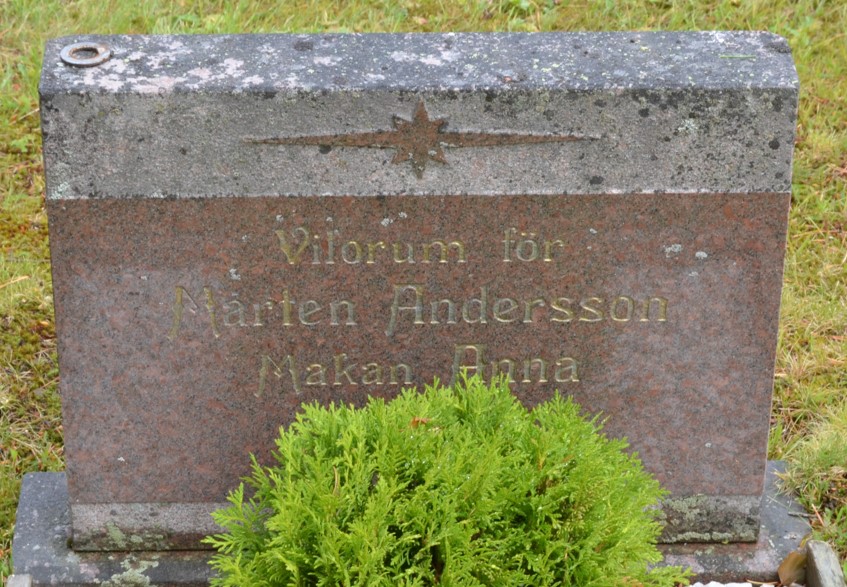 Vilorum för
Mårten Andersson
Makan Anna